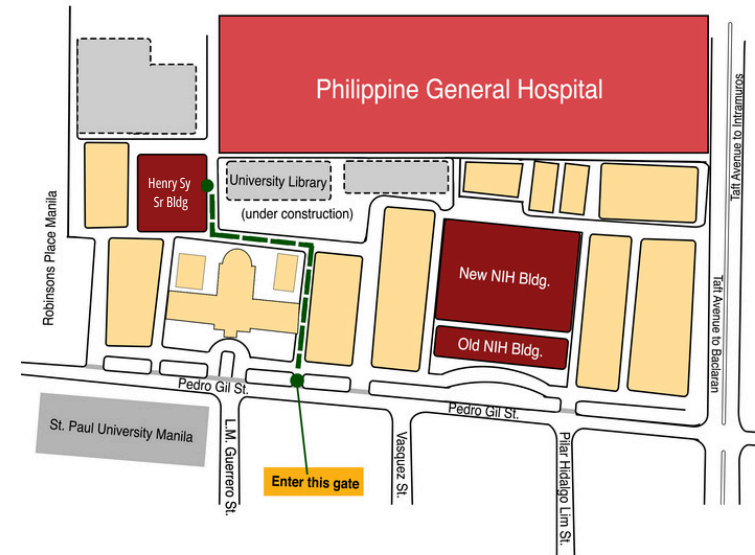 Philippine General Hospital
Taft Avenue to Intramuros
Henry Sy
Sr Bldg
University Library
(under construction)
Robinsons Place Manila
New NIH Bldg.
Old NIH Bldg.
Taft Avenue to Baclaran
Pedro Gil St.
Pedro Gil St.
St. Paul University Manila
L.M. Guerrero St.
Vasquez St.
Pilar Hidalgo Lim St.
Enter this gate